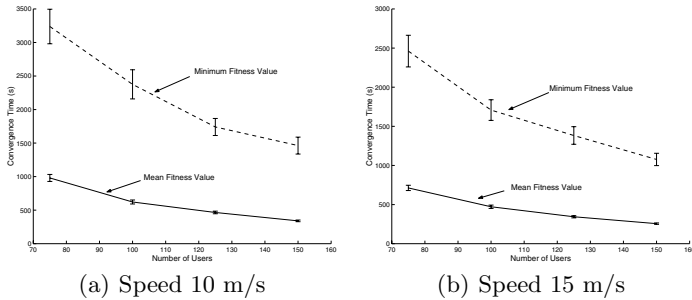 3500
3000
2500
2000
1500
1000
500
0
Convergence Time (s)
Minimum Fitness Value
Mean Fitness Value
70 80 90 100 110 120 130 140 150 160
Number of Users
(a) Speed 10 m/s
3000
2500
2000
1500
1000
500
0
Convergence Time (s)
Minimum Fitness Value
Mean Fitness Value
70 80 90 100 110 120 130 140 150 160
Number of Users
(b) Speed 15 m/s